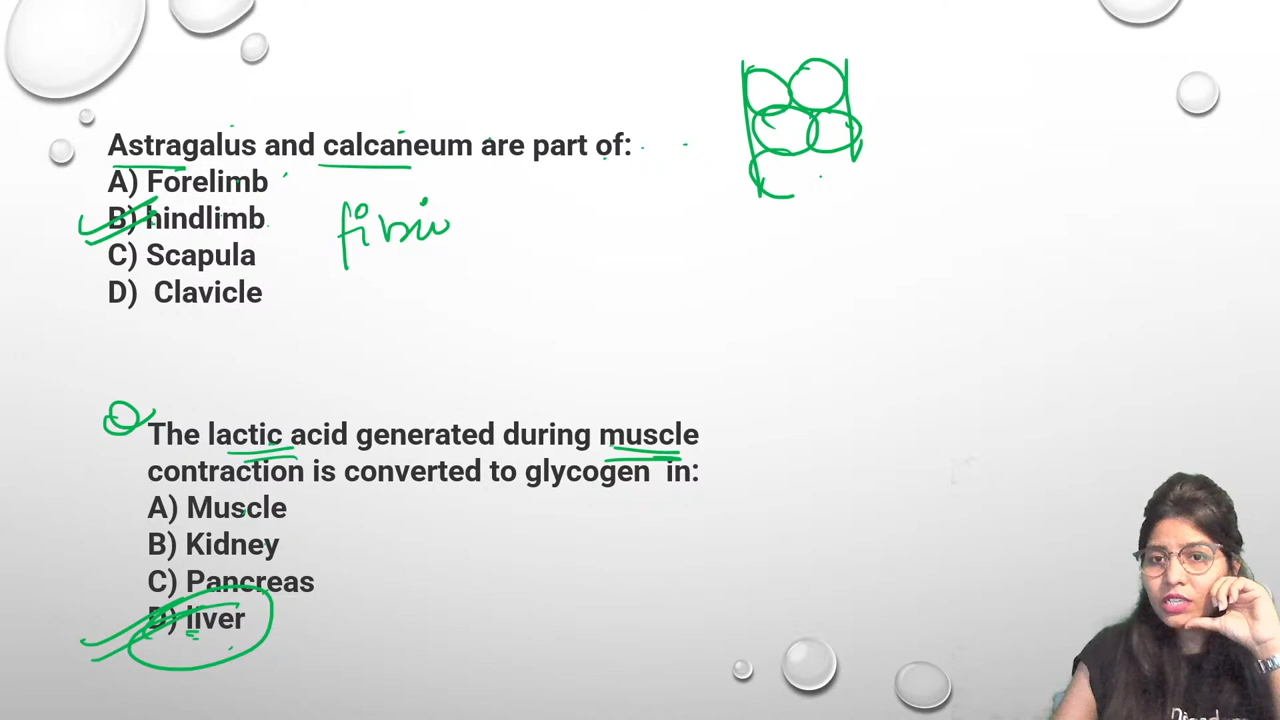 Astragalus and calcaneum are part of:
A) Forelimb
B) hindlimb
C) Scapula
D) Clavicle
The lactic acid generated during muscle
contraction is converted to glycogen in:
A) Muscle
B) Kidney
C) Pancreas
D) liver